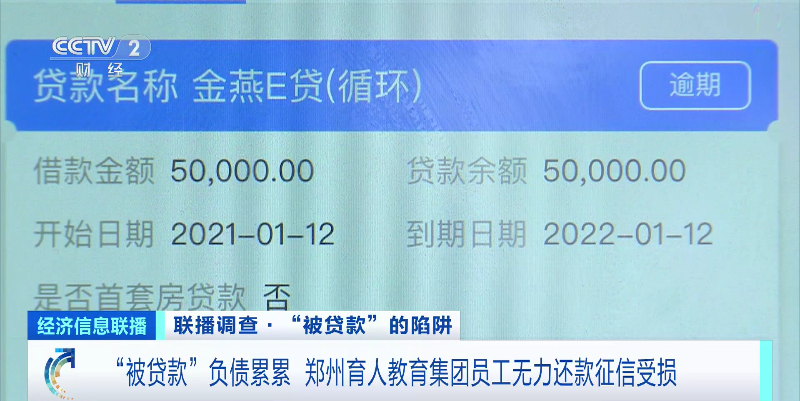 CCTV 2
财经
贷款名称 金燕E贷(循环) 逾期
借款金额 50,000.00 贷款余额 50,000.00
开始日期 2021-01-12 到期日期 2022-01-12
是否首套房贷款 否
经济信息联播 联播调查·“被贷款”的陷阱
“被贷款”负债累累 郑州育人教育集团员工无力还款征信受损